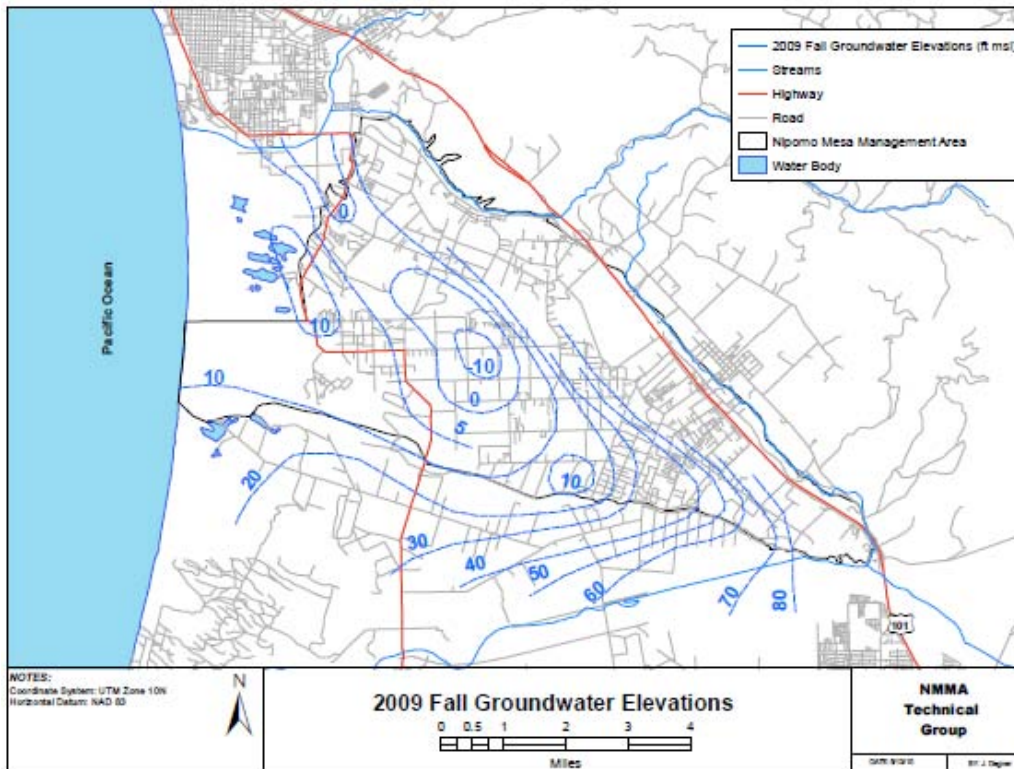 2009 Fall Groundwater Elevations (ft msl)
Streams
Highway
Road
Nipomo Mesa Management Area
Water Body
Pacific Ocean
0
10
-10
0
10
5
10
20
30
40
50
60
70
80
101
NOTES:
Coordinate System: UTM Zone 10N
Horizontal Datum: NAD 83
N
2009 Fall Groundwater Elevations
0 0.5 1 2 3 4
Miles
NMMA
Technical
Group